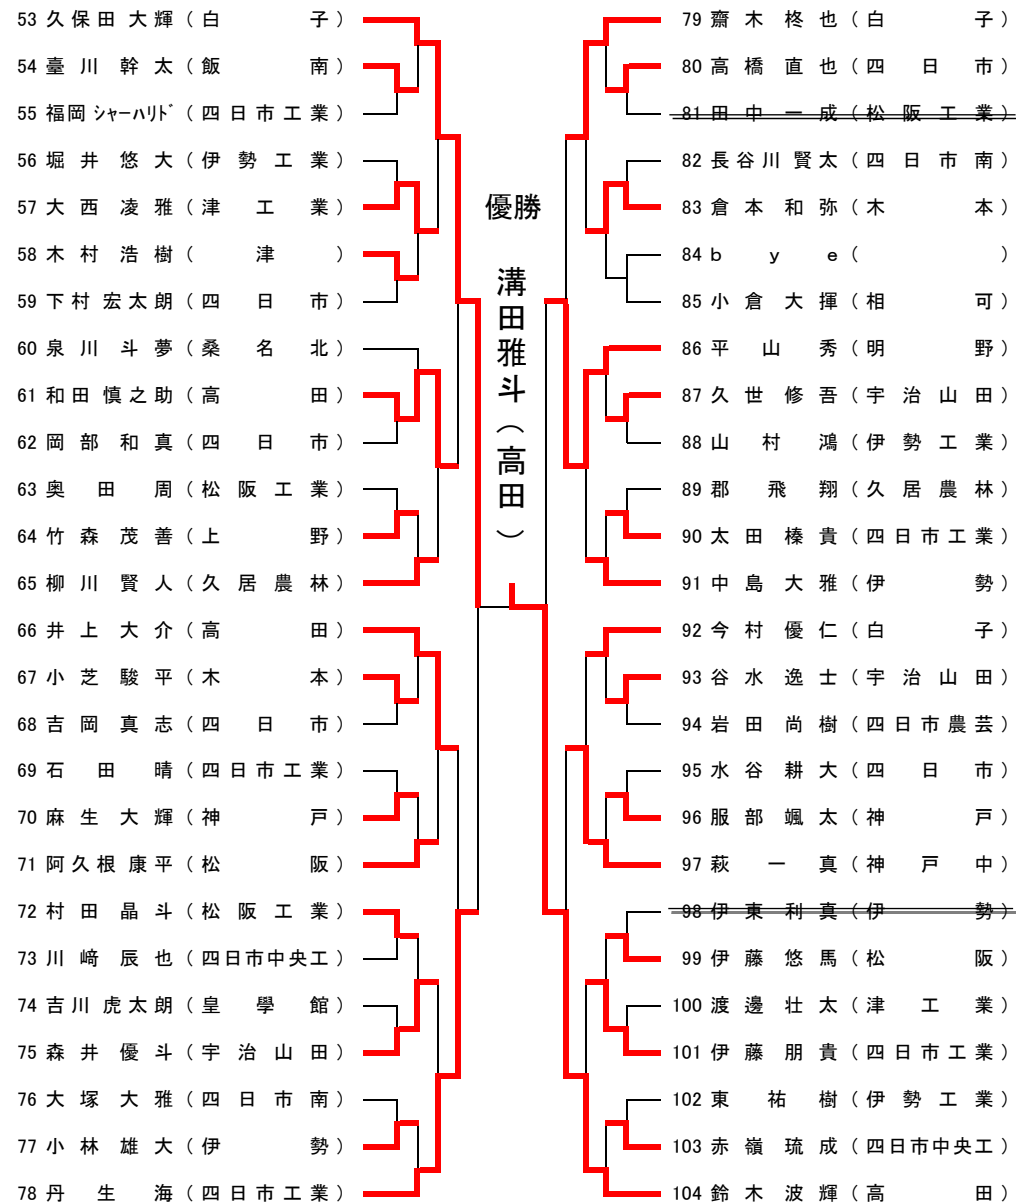 53 久保田大輝（白子）
54 臺川幹太（飯南）
55 福岡シャーハリド（四日市工業）
56 堀井悠大（伊勢工業）
57 大西凌雅（津工業）
58 木村浩樹（津）
59 下村宏太朗（四日市）
60 泉川斗夢（桑名北）
61 和田慎之助（高田）
62 岡部和真（四日市）
63 奥田周（松阪工業）
64 竹森茂善（上野）
65 柳川賢人（久居農林）
66 井上大介（高田）
67 小芝駿平（木本）
68 吉岡真志（四日市）
69 石田晴（四日市工業）
70 麻生大輝（神戸）
71 阿久根康平（松阪）
72 村田晶斗（松阪工業）
73 川﨑辰也（四日市中央工）
74 吉川虎太朗（皇學館）
75 森井優斗（宇治山田）
76 大塚大雅（四日市南）
77 小林雄大（伊勢）
78 丹生海（四日市工業）
優勝
溝田雅斗（高田）
79 齋木柊也（白子）
80 高橋直也（四日市）
81 田中一成（松阪工業）
82 長谷川賢太（四日市南）
83 倉本和弥（木本）
84 bye（）
85 小倉大揮（相可）
86 平山秀（明野）
87 久世修吾（宇治山田）
88 山村鴻（伊勢工業）
89 郡飛翔（久居農林）
90 太田榛貴（四日市工業）
91 中島大雅（伊勢）
92 今村優仁（白子）
93 谷水逸士（宇治山田）
94 岩田尚樹（四日市農芸）
95 水谷耕大（四日市）
96 服部颯太（神戸）
97 萩一真（神戸中）
98 伊東利真（伊勢）
99 伊藤悠馬（松阪）
100 渡邊壮太（津工業）
101 伊藤朋貴（四日市工業）
102 東祐樹（伊勢工業）
103 赤嶺琉成（四日市中央工）
104 鈴木波輝（高田）